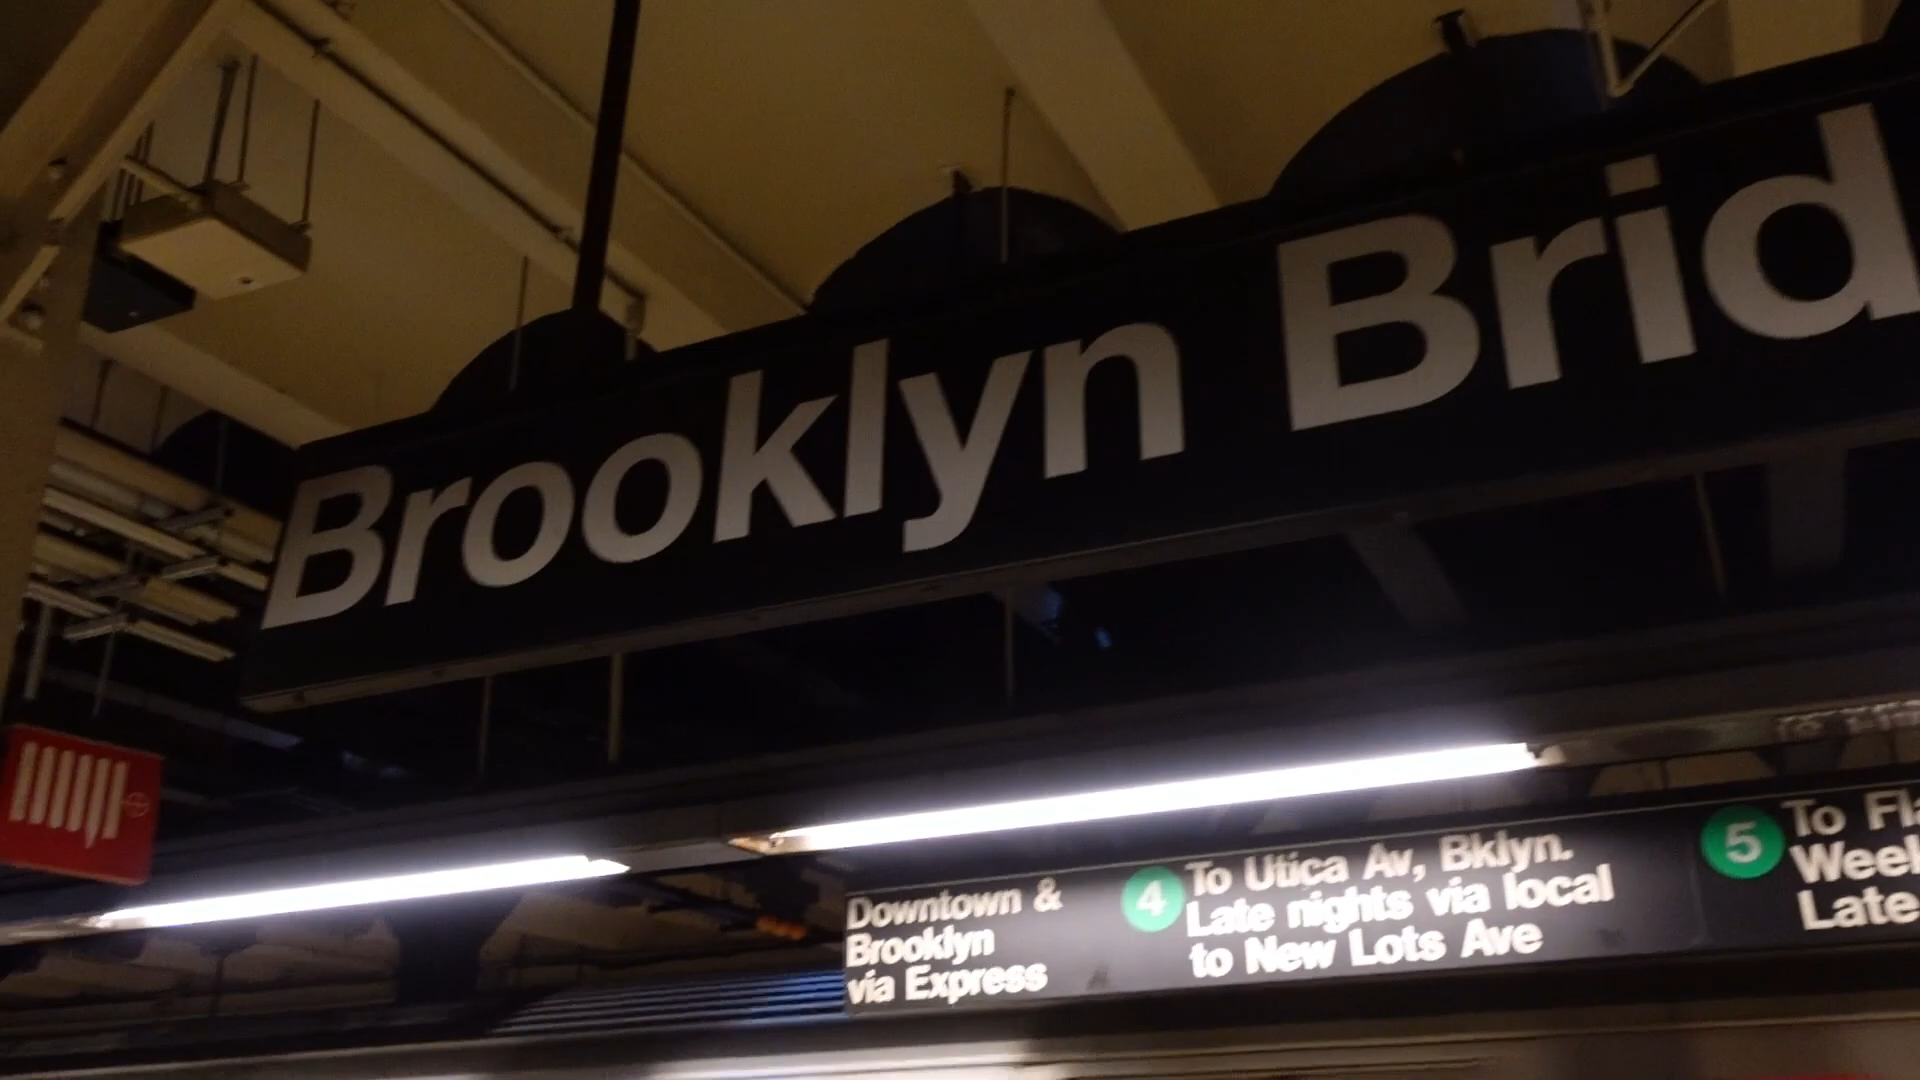 Brooklyn Brid
Downtown &
Brooklyn
via Express
4 To Utica Av, Bklyn.
Late nights via local
to New Lots Ave
5 To Fla
Week
Late